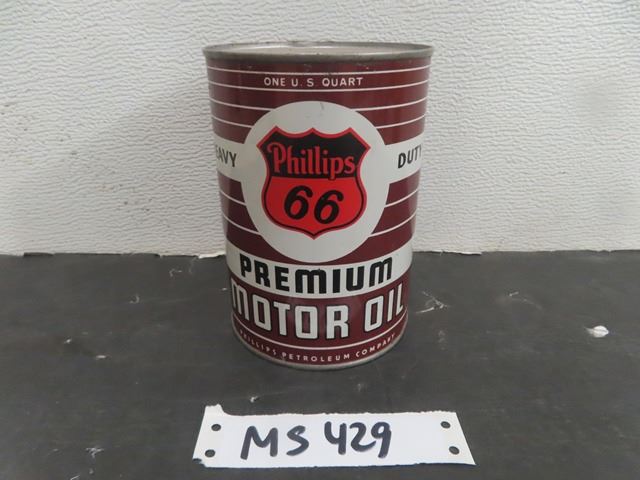 ONE U.S. QUART
Phillips
66
DUTY
PREMIUM
MOTOR OIL
PHILLIPS PETROLEUM COMPANY
MS 429